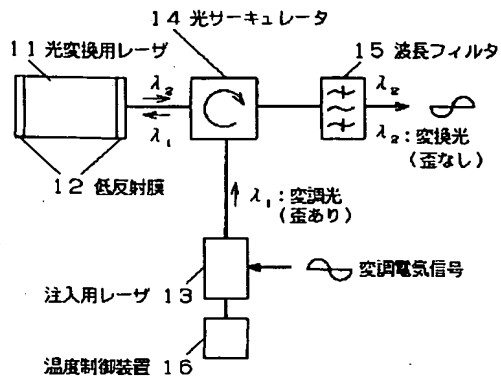 14 光サーキュレータ
11 光変換用レーザ
15 波長フィルタ
λ₂
λ₁
λ₂
λ₂:変換光
(歪なし)
12 低反射膜
λ₁:変調光
(歪あり)
変調電気信号
注入用レーザ 13
温度制御装置 16